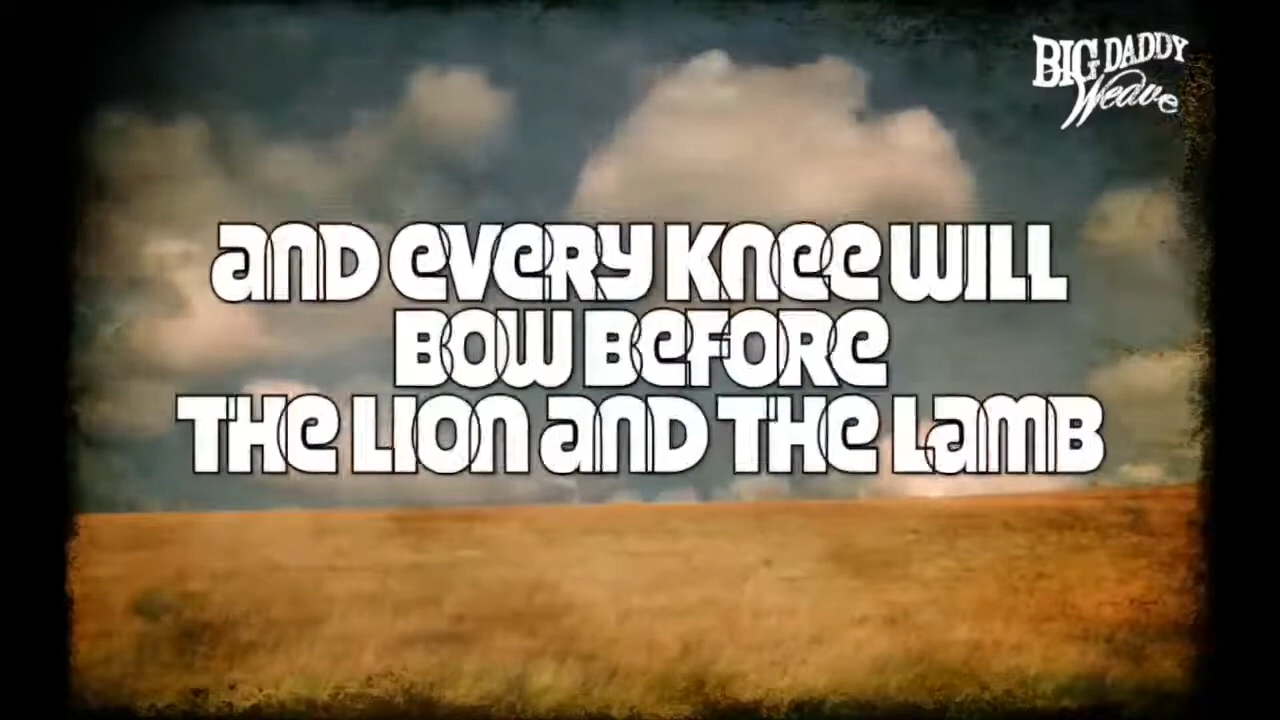 BIG DADDY
Weave
AND EVERY KNEE WILL
BOW BEFORE
THE LION AND THE LAMB